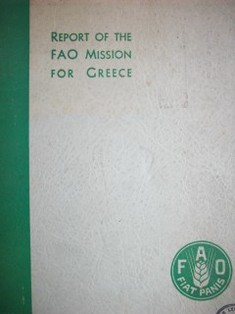 REPORT OF THE
FAO MISSION
FOR GREECE
F A O
FIAT PANIS